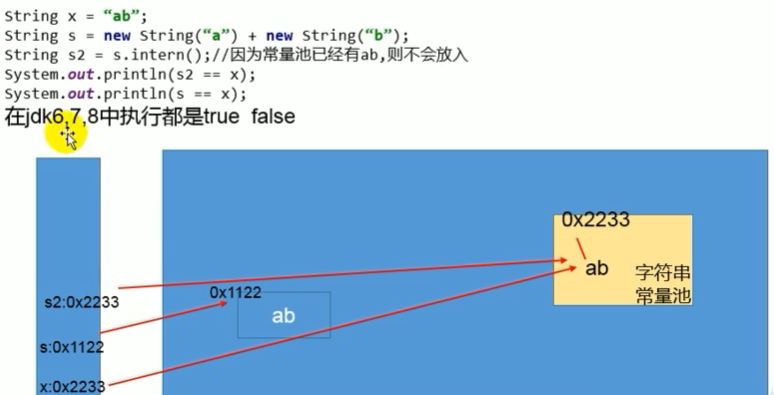 String x = “ab”;
String s = new String(“a”) + new String(“b”);
String s2 = s.intern();//因为常量池已经有ab,则不会放入
System.out.println(s2 == x);
System.out.println(s == x);
在jdk6,7,8中执行都是true false
0x2233
ab
字符串
常量池
0x1122
ab
s2:0x2233
s:0x1122
x:0x2233